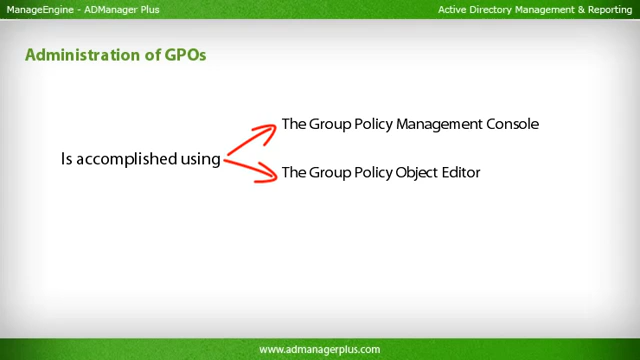 ManageEngine - ADManager Plus
Active Directory Management & Reporting
Administration of GPOs
The Group Policy Management Console
Is accomplished using
The Group Policy Object Editor
www.admanagerplus.com